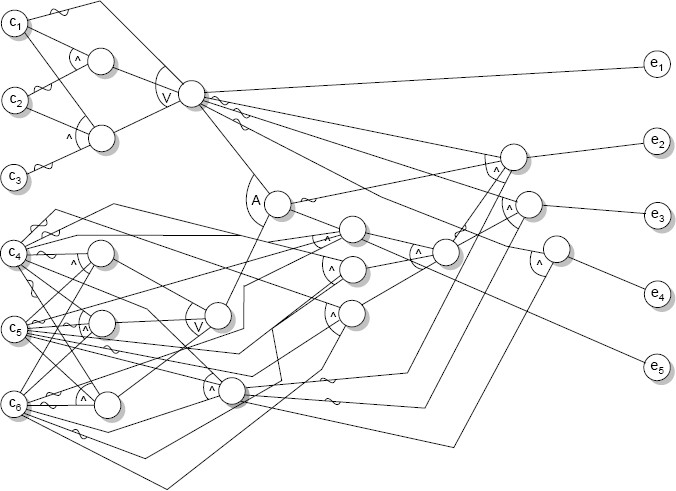 c1
e1
c2
^
V
^
e2
^
c3
A
^
e3
c4
^
^
^
^
^
e4
c5
^
V
^
e5
c6
^
^